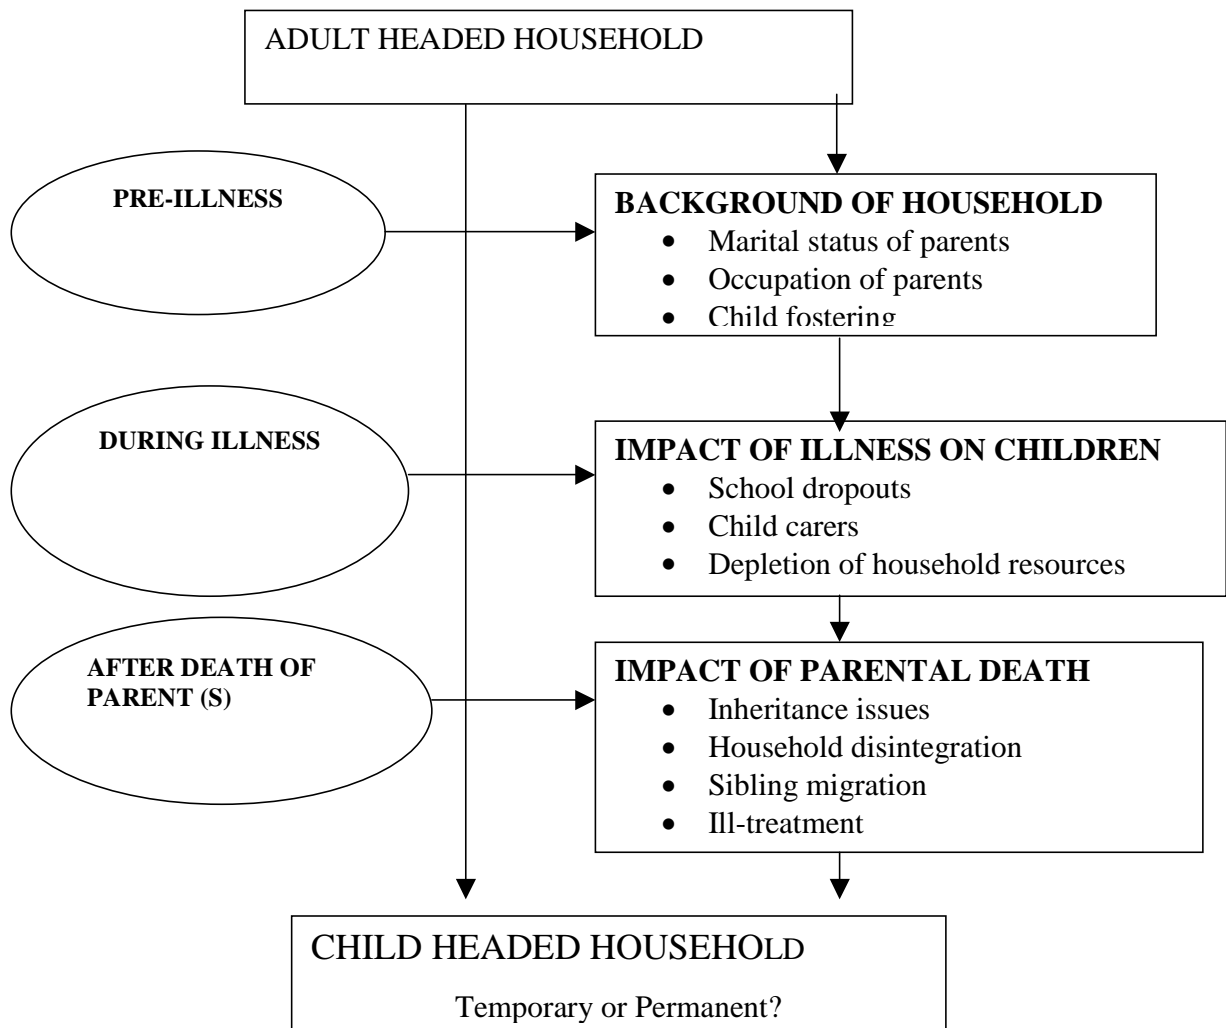 ADULT HEADED HOUSEHOLD
PRE-ILLNESS
BACKGROUND OF HOUSEHOLD
• Marital status of parents
• Occupation of parents
• Child fostering
DURING ILLNESS
IMPACT OF ILLNESS ON CHILDREN
• School dropouts
• Child carers
• Depletion of household resources
AFTER DEATH OF
PARENT (S)
IMPACT OF PARENTAL DEATH
• Inheritance issues
• Household disintegration
• Sibling migration
• Ill-treatment
CHILD HEADED HOUSEHOLD
Temporary or Permanent?